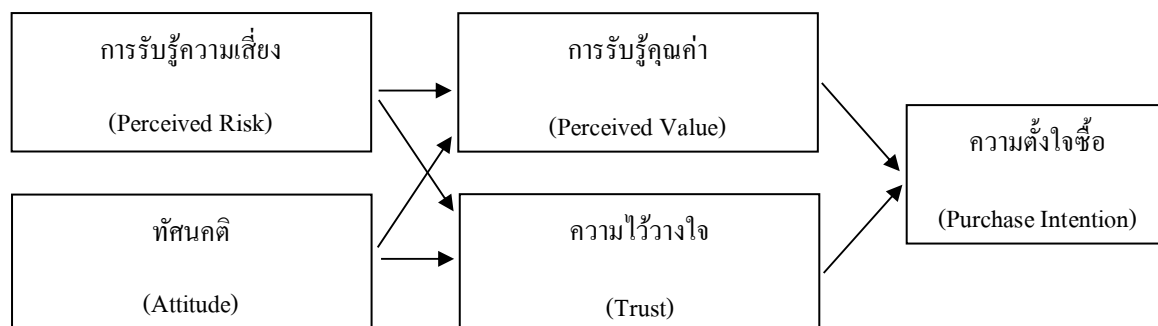 การรับรู้ความเสี่ยง
(Perceived Risk)
การรับรู้คุณค่า
(Perceived Value)
ความตั้งใจซื้อ
(Purchase Intention)
ทัศนคติ
(Attitude)
ความไว้วางใจ
(Trust)